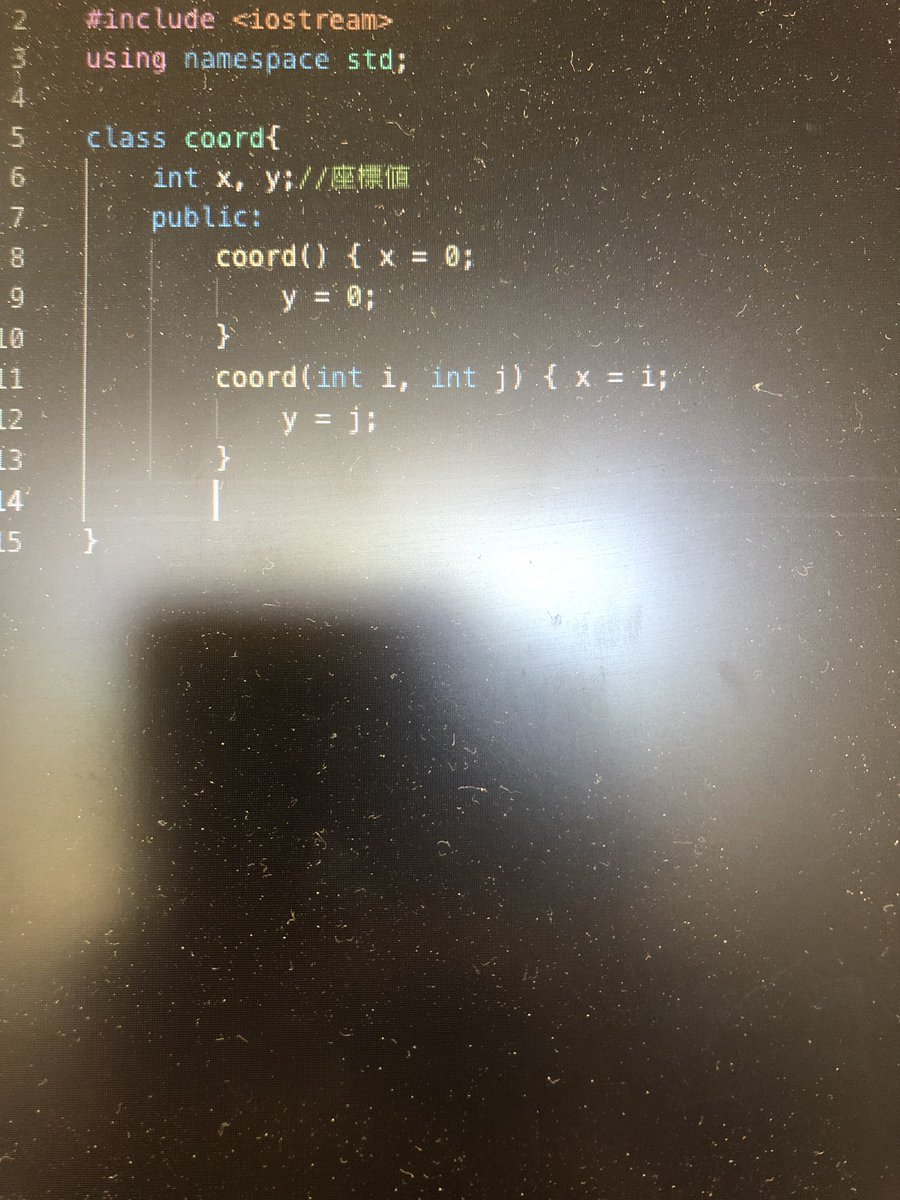 2 #include <iostream>
3 using namespace std;
4
5 class coord{
6 int x, y;//座標値
7 public:
8 coord() { x = 0;
9 y = 0;
10 }
11 coord(int i, int j) { x = i;
12 y = j;
13 }
14
15 }